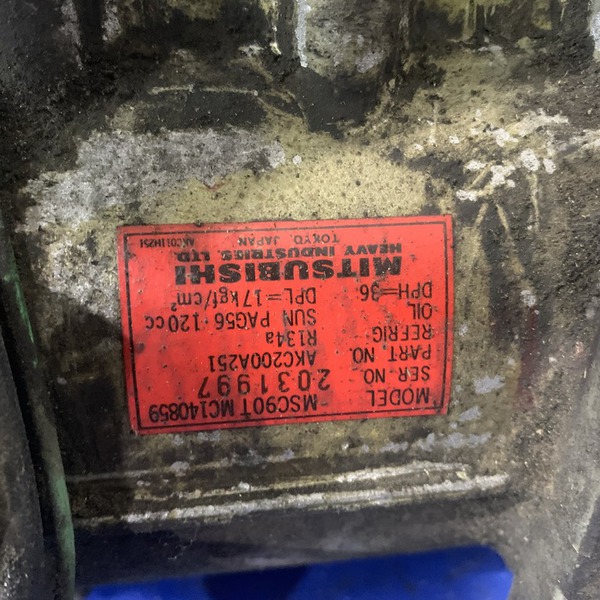 MODEL MSC90T MC140859
SER. NO. 2031997
PART. NO. AKC200A251
REFRIG R134a
OIL SUN PAG56·120cc
DPH=36 DPL=17kgf/cm²
MITSUBISHI
HEAVY INDUSTRIES, LTD.
TOKYO, JAPAN AKC011H251